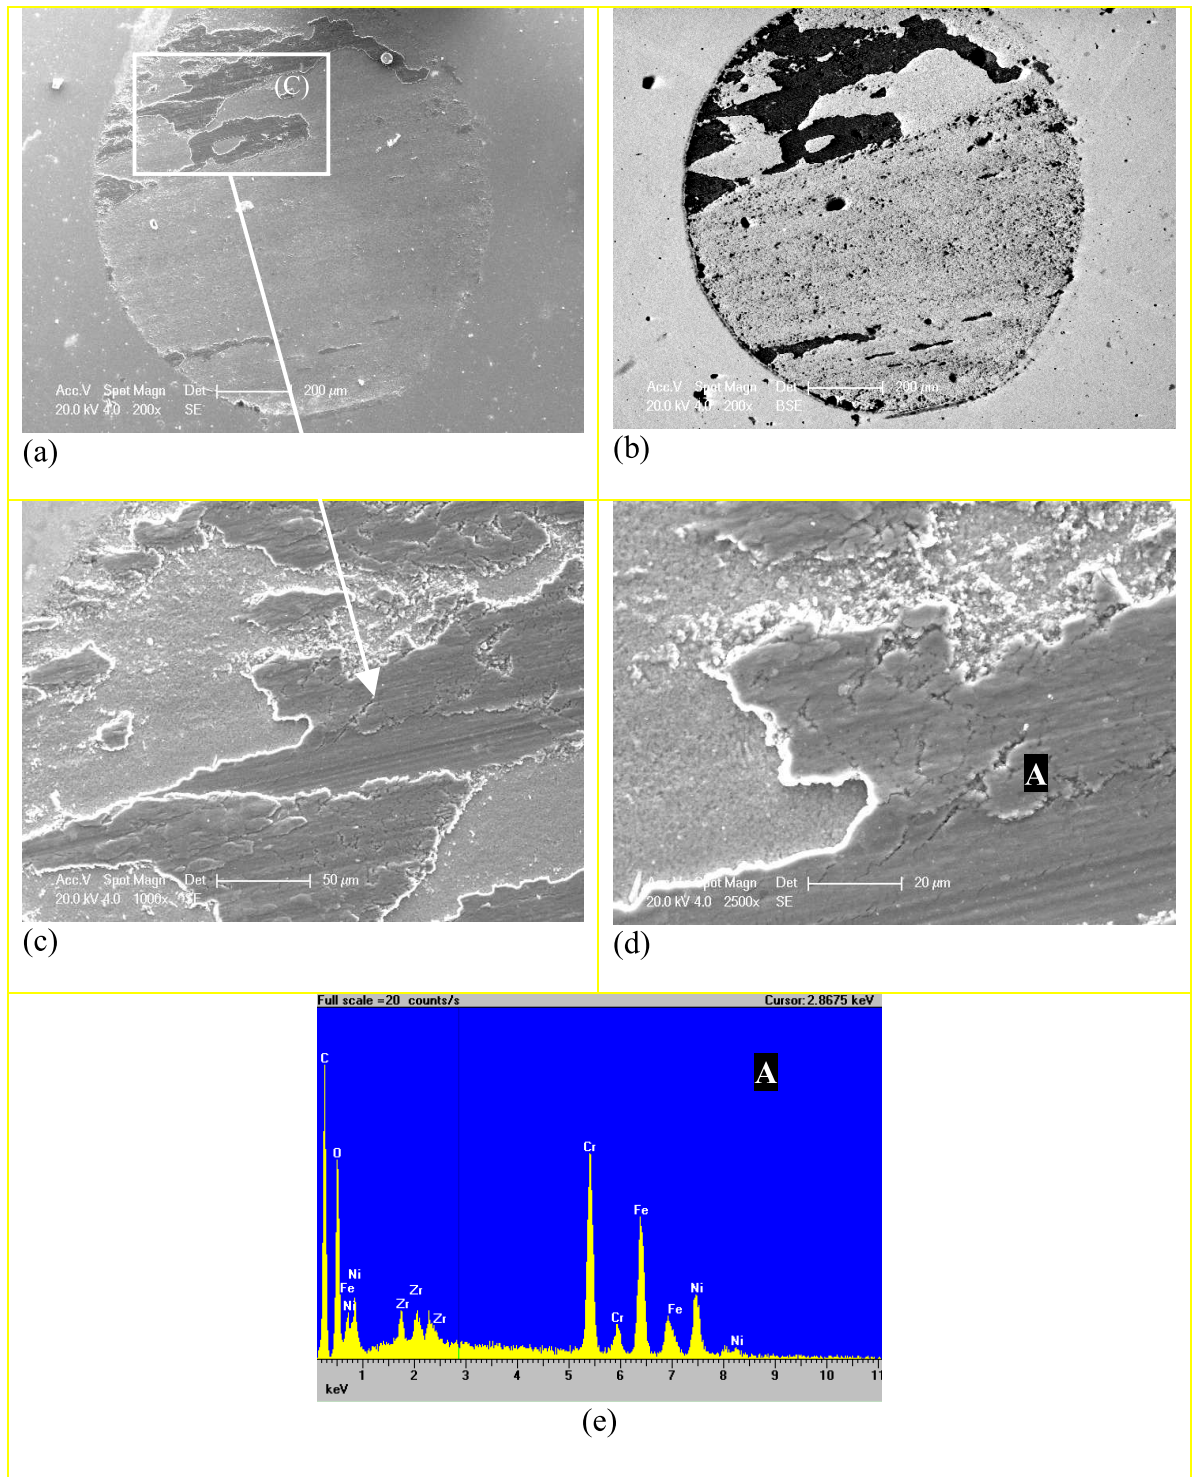 (C)
Acc.V Spot Magn Det 200 µm
20.0 kV 4.0 200x SE
(a)
Acc.V Spot Magn Det 200 µm
20.0 kV 4.0 200x BSE
(b)
Acc.V Spot Magn Det 50 µm
20.0 kV 4.0 1000x SE
(c)
A
Acc.V Spot Magn Det 20 µm
20.0 kV 4.0 2500x SE
(d)
Full scale =20 counts/s Cursor: 2.8675 keV
A
C
O
Cr
Fe
Ni
Fe
Ni
Zr
Zr
Zr
Cr
Fe
Ni
Ni
1 2 3 4 5 6 7 8 9 10 11
keV
(e)